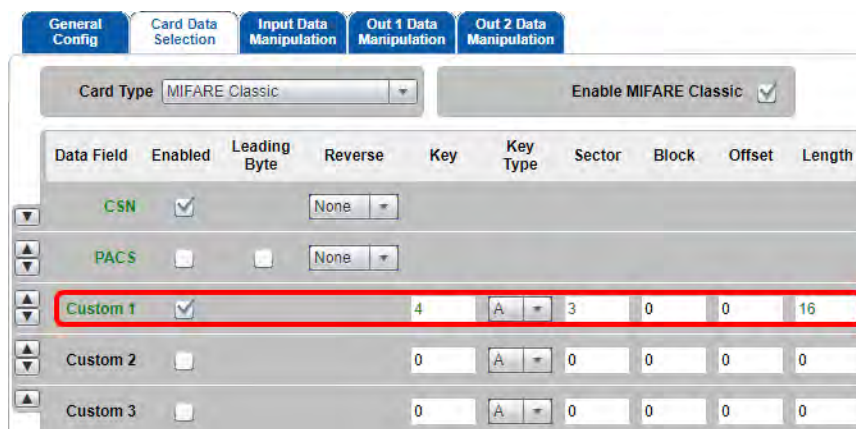 General Config
Card Data Selection
Input Data Manipulation
Out 1 Data Manipulation
Out 2 Data Manipulation
Card Type MIFARE Classic
Enable MIFARE Classic
Data Field Enabled Leading Byte Reverse Key Key Type Sector Block Offset Length
CSN None
PACS None
Custom 1 4 A 3 0 0 16
Custom 2 0 A 0 0 0 0
Custom 3 0 A 0 0 0 0